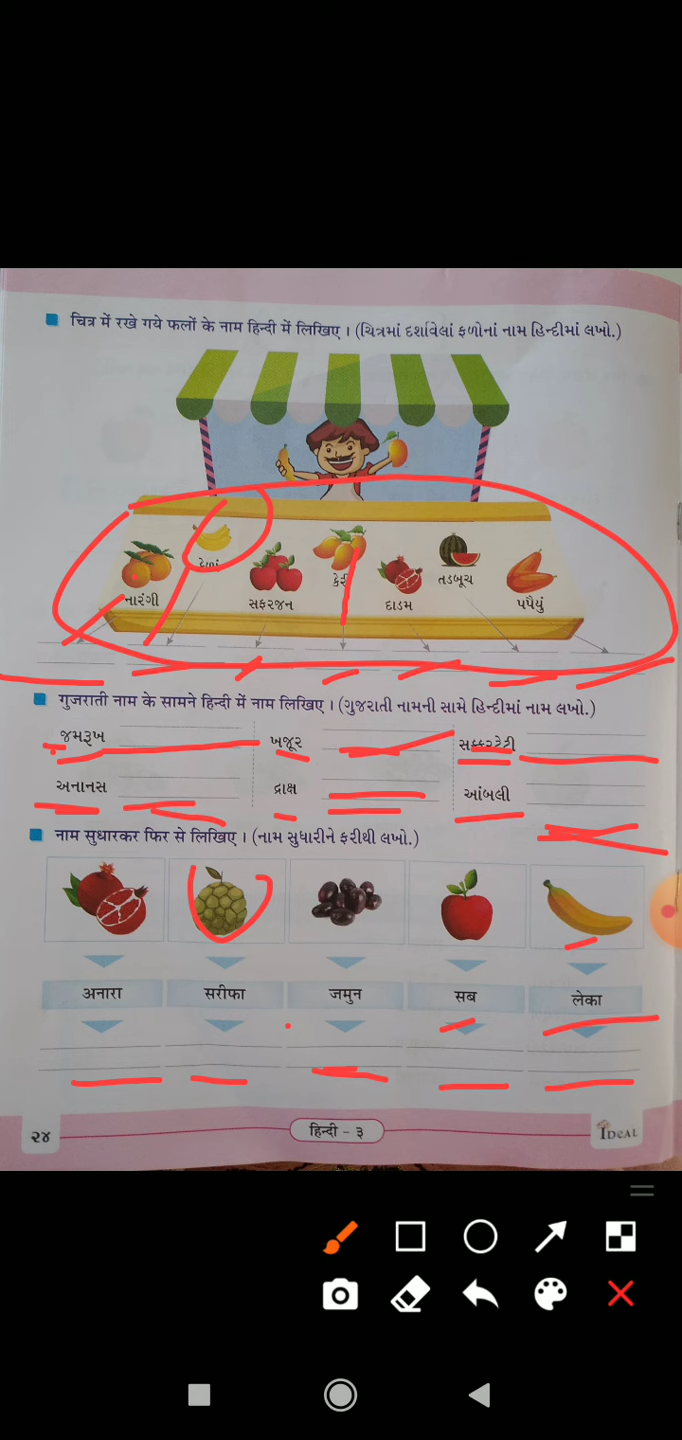 चित्र में रखे गये फलों के नाम हिन्दी में लिखिए । (ચિત્રમાં દર્શાવેલાં ફળોનાં નામ હિન્દીમાં લખો.)
નારંગી સફરજન દાડમ તડબૂચ પપૈયું
गुजराती नाम के सामने हिन्दी में नाम लिखिए । (ગુજરાતી નામની સામે હિન્દીમાં નામ લખો.)
જમરૂખ ખજૂર
અનાનસ દ્રાક્ષ આંબલી
नाम सुधारकर फिर से लिखिए । (નામ સુધારીને ફરીથી લખો.)
अनारा सरीफा जमुन सब लेका
२४ हिन्दी - ३ IDEAL